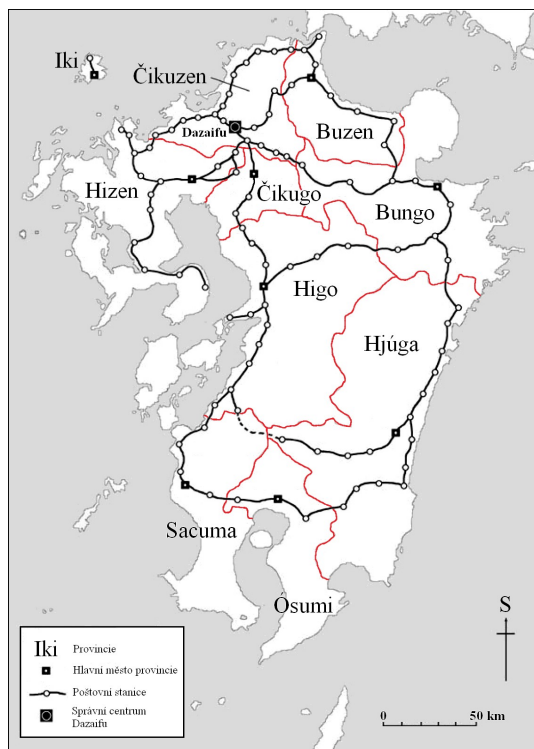 Iki
Čikuzen
Dazaifu
Buzen
Hizen
Čikugo
Bungo
Higo
Hjúga
Sacuma
Ósumi
S
Iki Provincie
Hlavní město provincie
Poštovní stanice
Správní centrum
Dazaifu
0 50 km